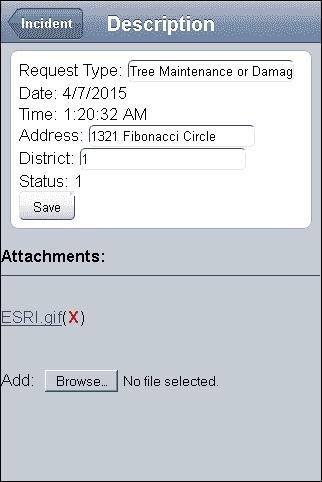 Incident
Description
Request Type: Tree Maintenance or Damag
Date: 4/7/2015
Time: 1:20:32 AM
Address: 1321 Fibonacci Circle
District: 1
Status: 1
Save
Attachments:
ESRI.gif(X)
Add: Browse... No file selected.